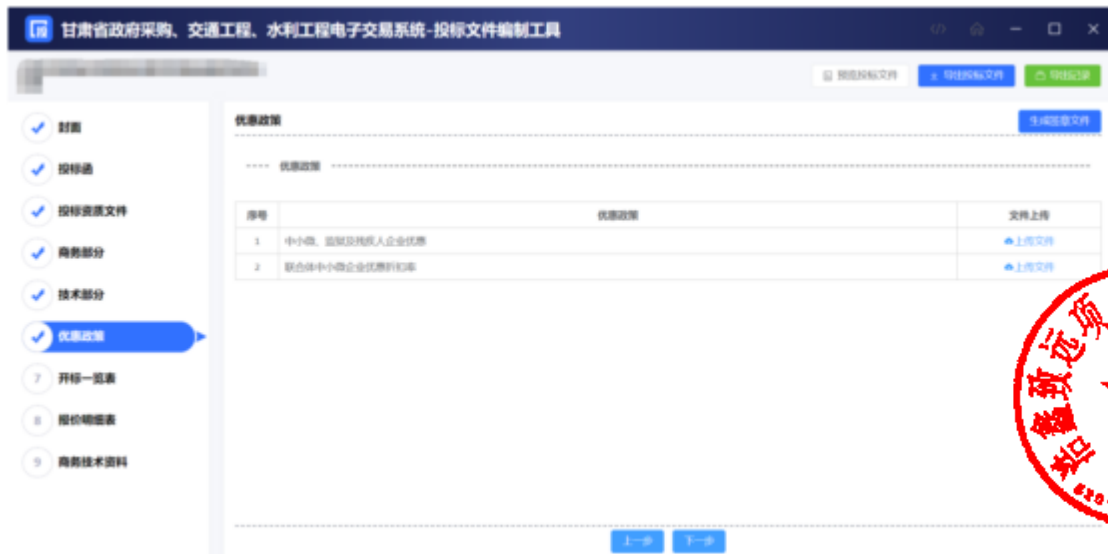 投 甘肃省政府采购、交通工程、水利工程电子交易系统-投标文件编制工具
预览投标文件 导出投标文件 导出记录
封面
投标函
投标资质文件
商务部分
技术部分
优惠政策
7 开标一览表
8 报价明细表
9 商务技术资料
优惠政策 生成签章文件
优惠政策
序号 优惠政策 文件上传
1 中小微、监狱及残疾人企业优惠 上传文件
2 联合体中小微企业优惠折扣率 上传文件
上一步 下一步
鑫致远项